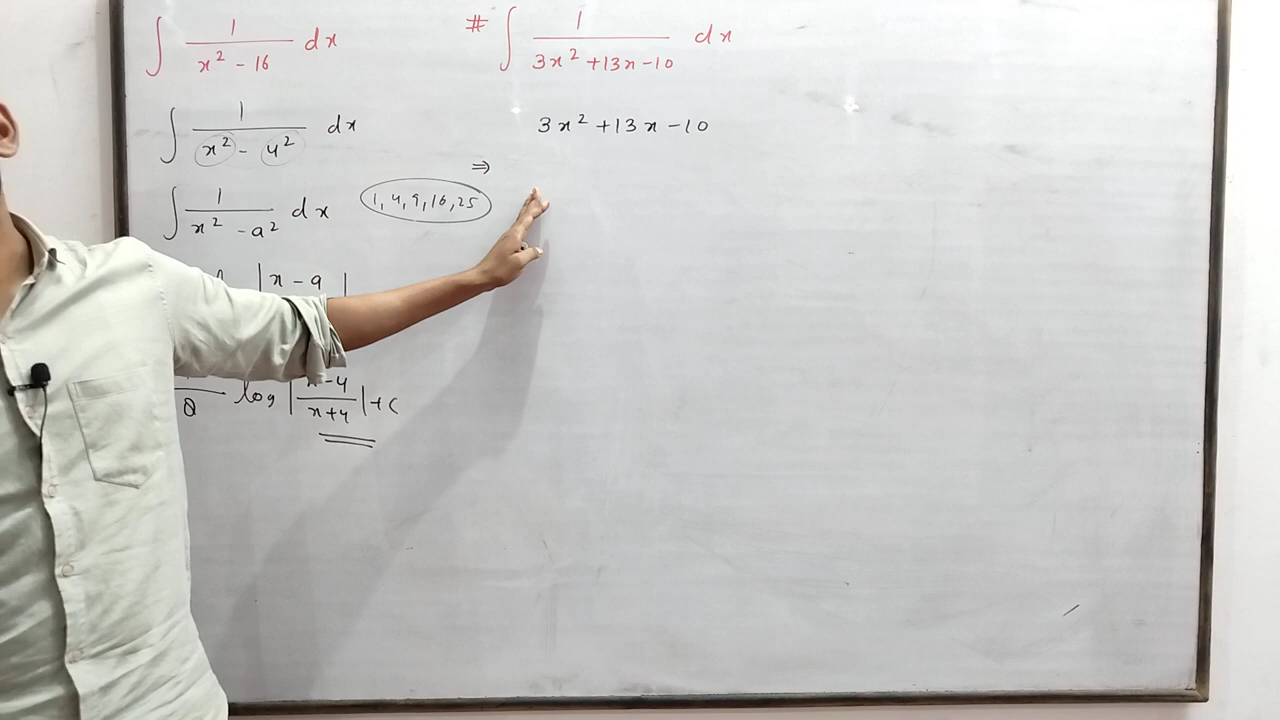 ∫ 1/(x² - 16) dx
∫ 1/(x² - 4²) dx
∫ 1/(x² - a²) dx
1, 4, 9, 16, 25
|x - a|
8 log |(x-4)/(x+4)| + c
# ∫ 1/(3x² + 13x - 10) dx
3x² + 13x - 10
⇒